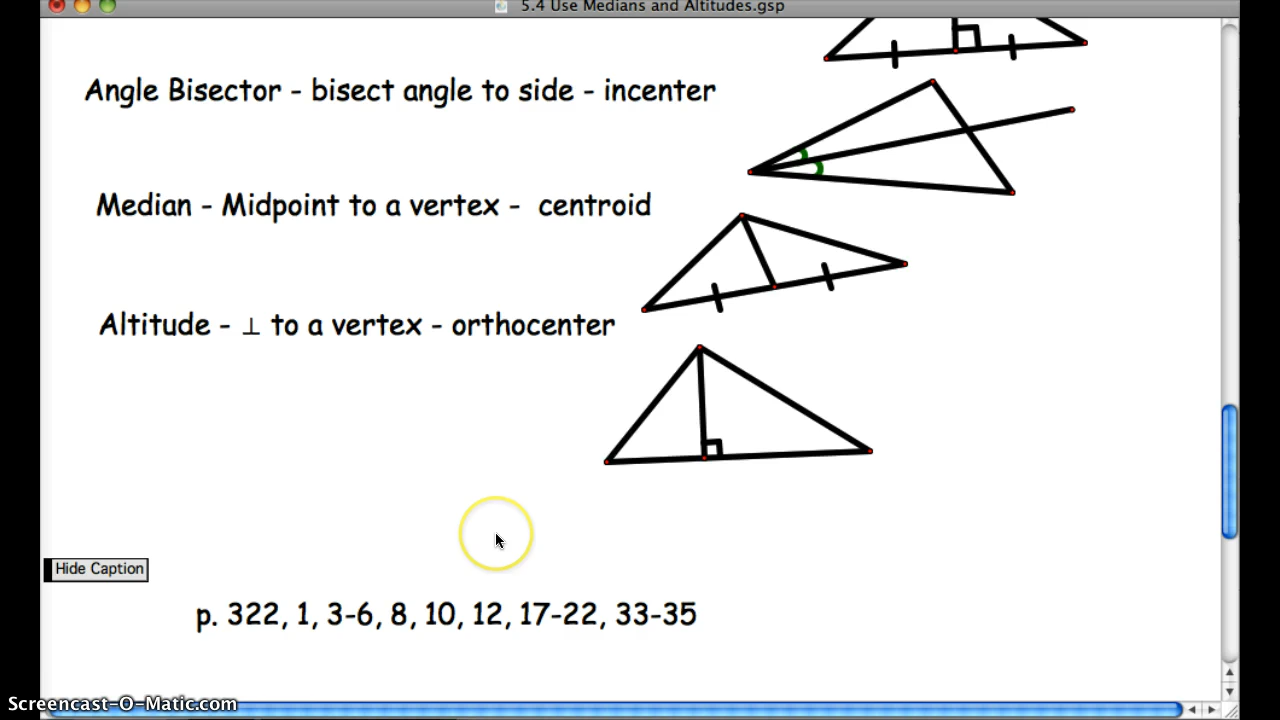 5.4 Use Medians and Altitudes.gsp
Angle Bisector - bisect angle to side - incenter
Median - Midpoint to a vertex - centroid
Altitude - ⊥ to a vertex - orthocenter
Hide Caption
p. 322, 1, 3-6, 8, 10, 12, 17-22, 33-35
Screencast-O-Matic.com